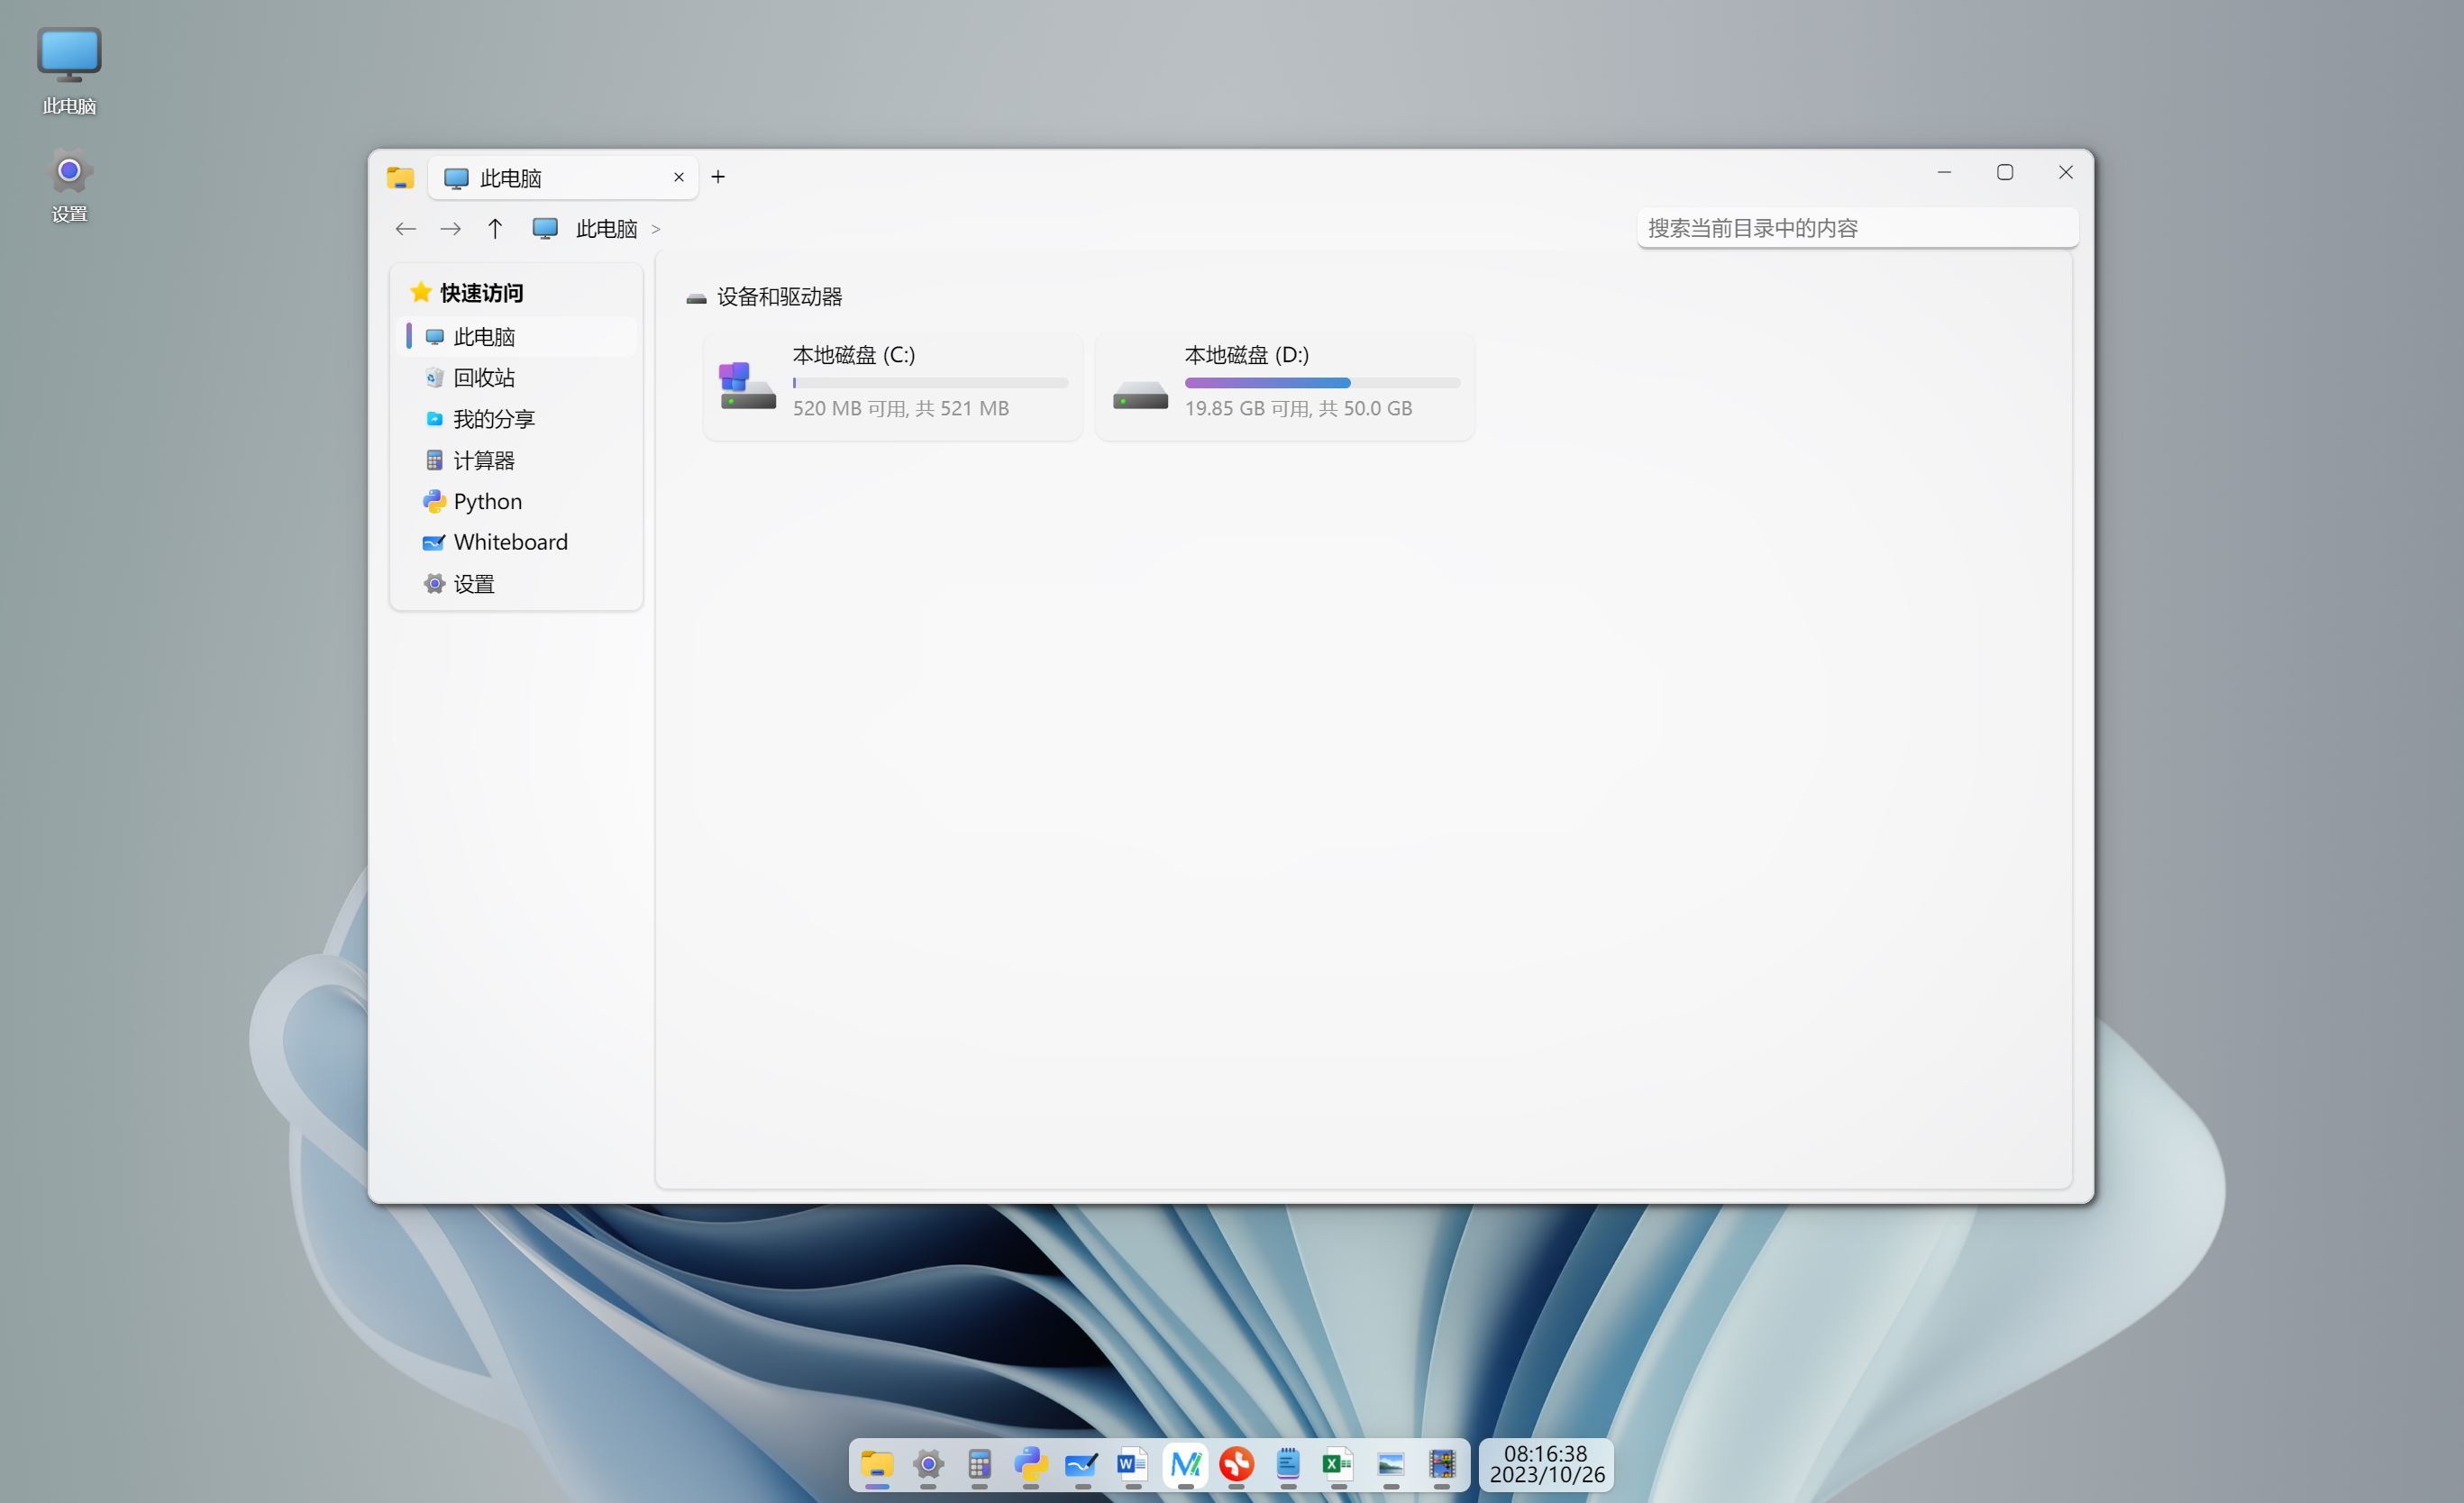 此电脑
设置
此电脑
此电脑 >
搜索当前目录中的内容
快速访问
此电脑
回收站
我的分享
计算器
Python
Whiteboard
设置
设备和驱动器
本地磁盘 (C:)
520 MB 可用, 共 521 MB
本地磁盘 (D:)
19.85 GB 可用, 共 50.0 GB
08:16:38
2023/10/26